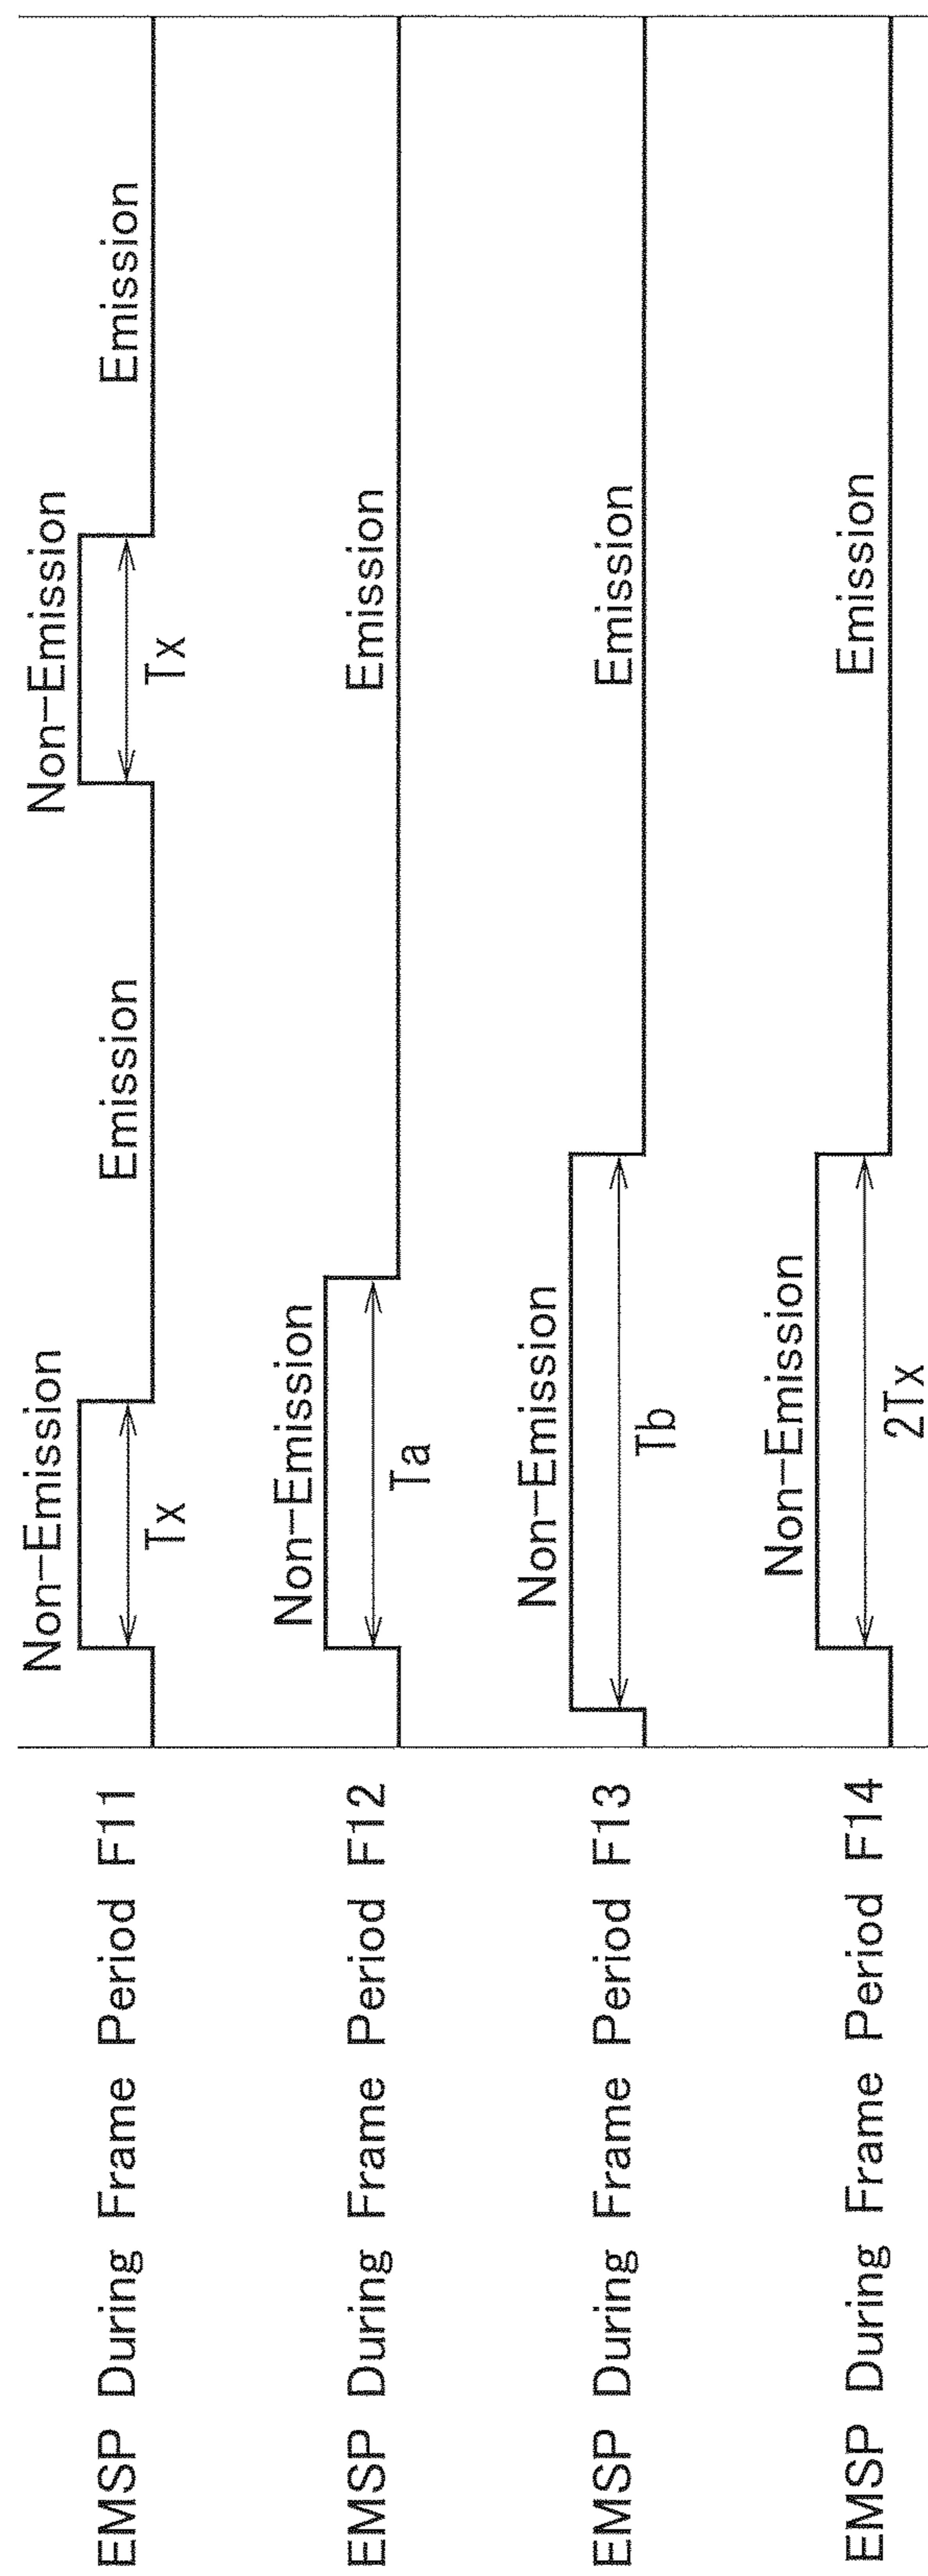 EMSP During Frame Period F11
Non-Emission
Tx
Emission
Non-Emission
Tx
Emission
EMSP During Frame Period F12
Non-Emission
Ta
Emission
EMSP During Frame Period F13
Non-Emission
Tb
Emission
EMSP During Frame Period F14
Non-Emission
2Tx
Emission